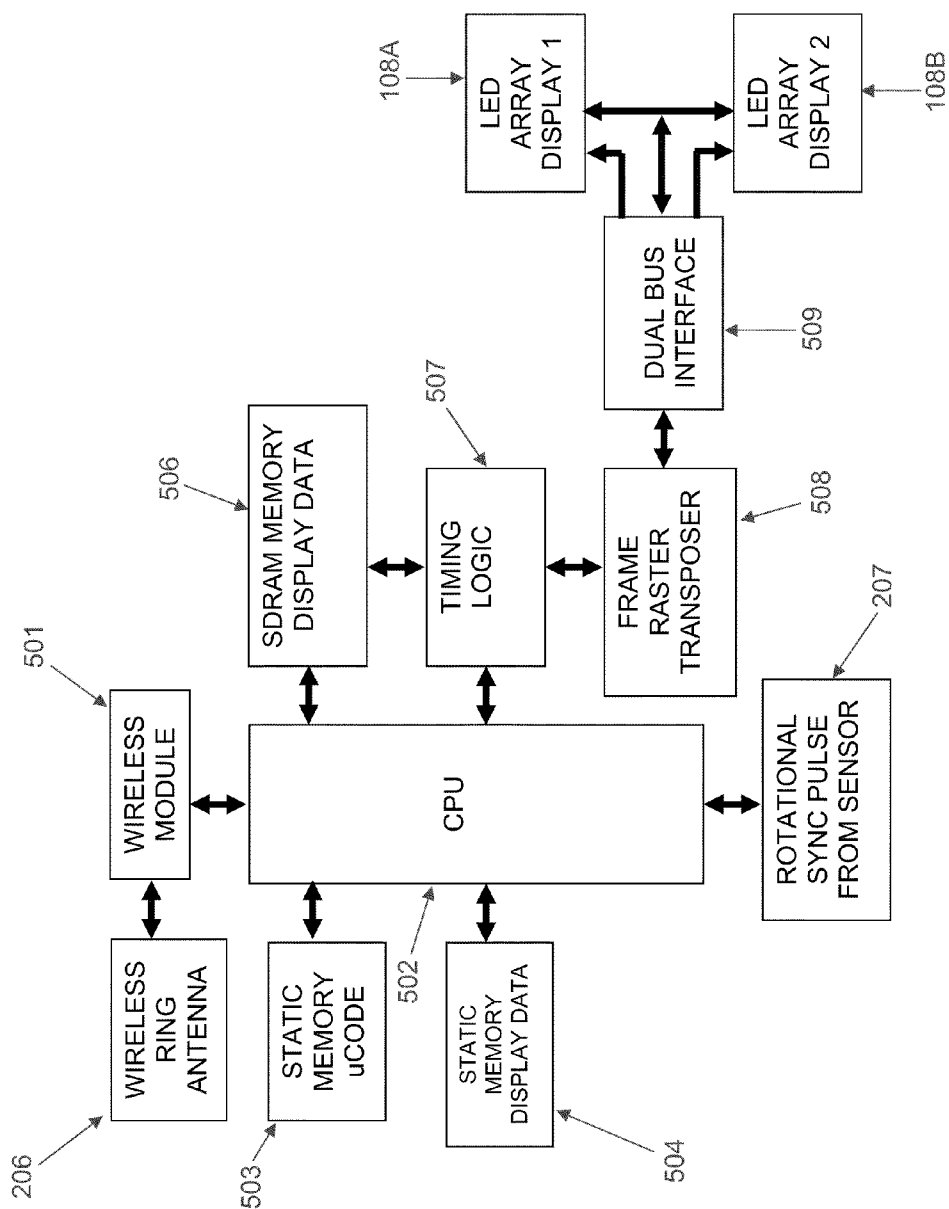 206
WIRELESS
RING
ANTENNA
501
WIRELESS
MODULE
503
STATIC
MEMORY
uCODE
506
SDRAM MEMORY
DISPLAY DATA
108A
LED
ARRAY
DISPLAY 1
502
CPU
507
TIMING
LOGIC
504
STATIC
MEMORY
DISPLAY DATA
DUAL BUS
INTERFACE
509
FRAME
RASTER
TRANSPOSER
508
LED
ARRAY
DISPLAY 2
108B
ROTATIONAL
SYNC PULSE
FROM SENSOR
207